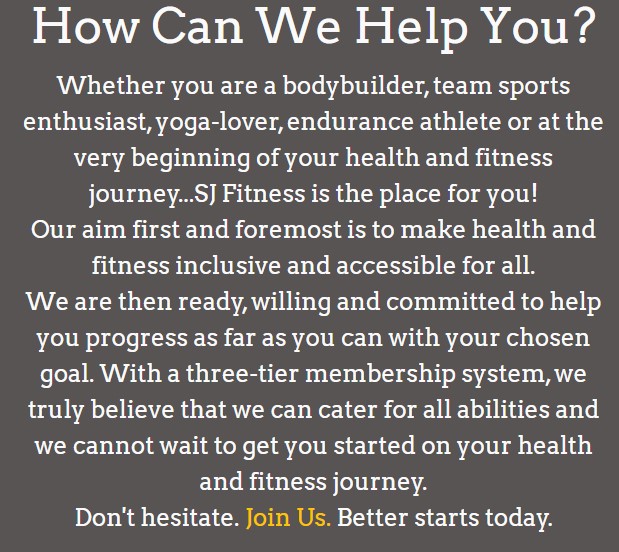 How Can We Help You?
Whether you are a bodybuilder, team sports
enthusiast, yoga-lover, endurance athlete or at the
very beginning of your health and fitness
journey...SJ Fitness is the place for you!
Our aim first and foremost is to make health and
fitness inclusive and accessible for all.
We are then ready, willing and committed to help
you progress as far as you can with your chosen
goal. With a three-tier membership system, we
truly believe that we can cater for all abilities and
we cannot wait to get you started on your health
and fitness journey.
Don't hesitate. Join Us. Better starts today.